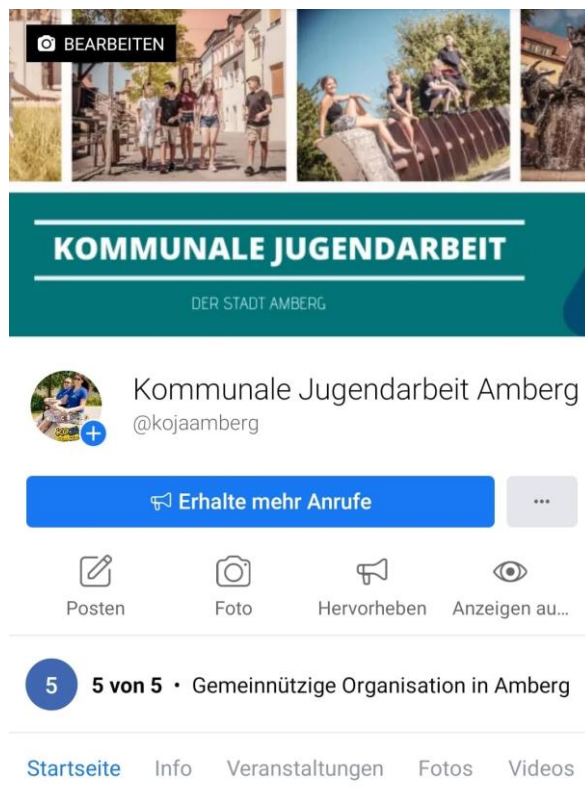 BEARBEITEN
KOMMUNALE JUGENDARBEIT
DER STADT AMBERG
Kommunale Jugendarbeit Amberg
@kojaamberg
Erhalte mehr Anrufe
Posten Foto Hervorheben Anzeigen au...
5 5 von 5 • Gemeinnützige Organisation in Amberg
Startseite Info Veranstaltungen Fotos Videos